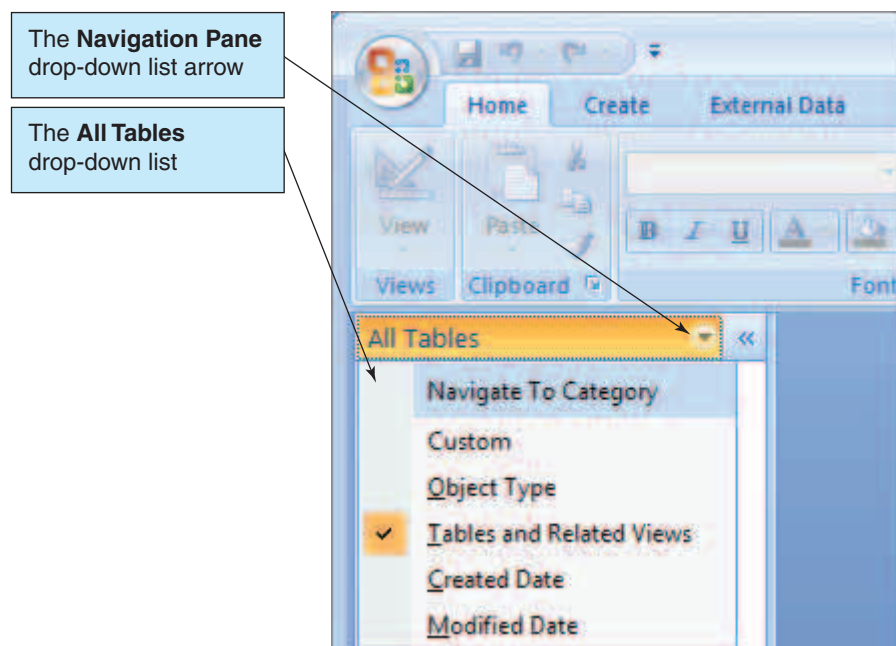 The Navigation Pane
drop-down list arrow
The All Tables
drop-down list
Home Create External Data
View Paste
B I U A
Views Clipboard Font
All Tables «
Navigate To Category
Custom
Object Type
Tables and Related Views
Created Date
Modified Date